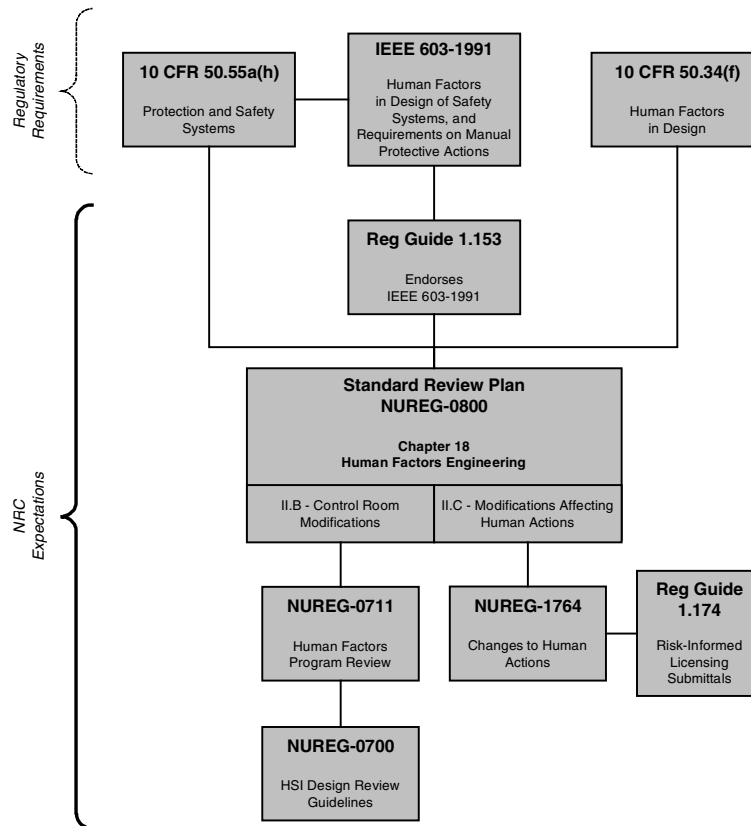 Regulatory
Requirements
10 CFR 50.55a(h)
Protection and Safety
Systems
IEEE 603-1991
Human Factors
in Design of Safety
Systems, and
Requirements on Manual
Protective Actions
10 CFR 50.34(f)
Human Factors
in Design
NRC
Expectations
Reg Guide 1.153
Endorses
IEEE 603-1991
Standard Review Plan
NUREG-0800
Chapter 18
Human Factors Engineering
II.B - Control Room
Modifications
II.C - Modifications Affecting
Human Actions
NUREG-0711
Human Factors
Program Review
NUREG-1764
Changes to Human
Actions
Reg Guide
1.174
Risk-Informed
Licensing
Submittals
NUREG-0700
HSI Design Review
Guidelines